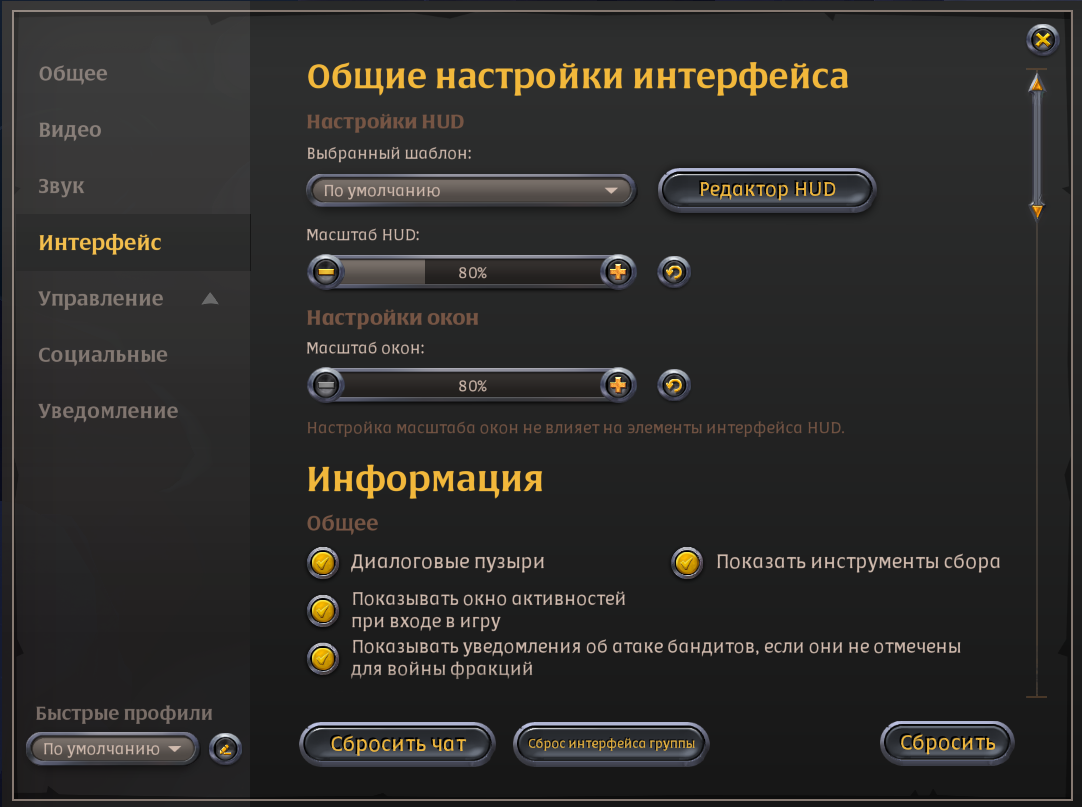 Общее
Видео
Звук
Интерфейс
Управление
Социальные
Уведомление
Быстрые профили
По умолчанию
Общие настройки интерфейса
Настройки HUD
Выбранный шаблон:
По умолчанию
Редактор HUD
Масштаб HUD:
80%
Настройки окон
Масштаб окон:
80%
Настройка масштаба окон не влияет на элементы интерфейса HUD.
Информация
Общее
Диалоговые пузыри
Показать инструменты сбора
Показывать окно активностей
при входе в игру
Показывать уведомления об атаке бандитов, если они не отмечены
для войны фракций
Сбросить чат
Сброс интерфейса группы
Сбросить